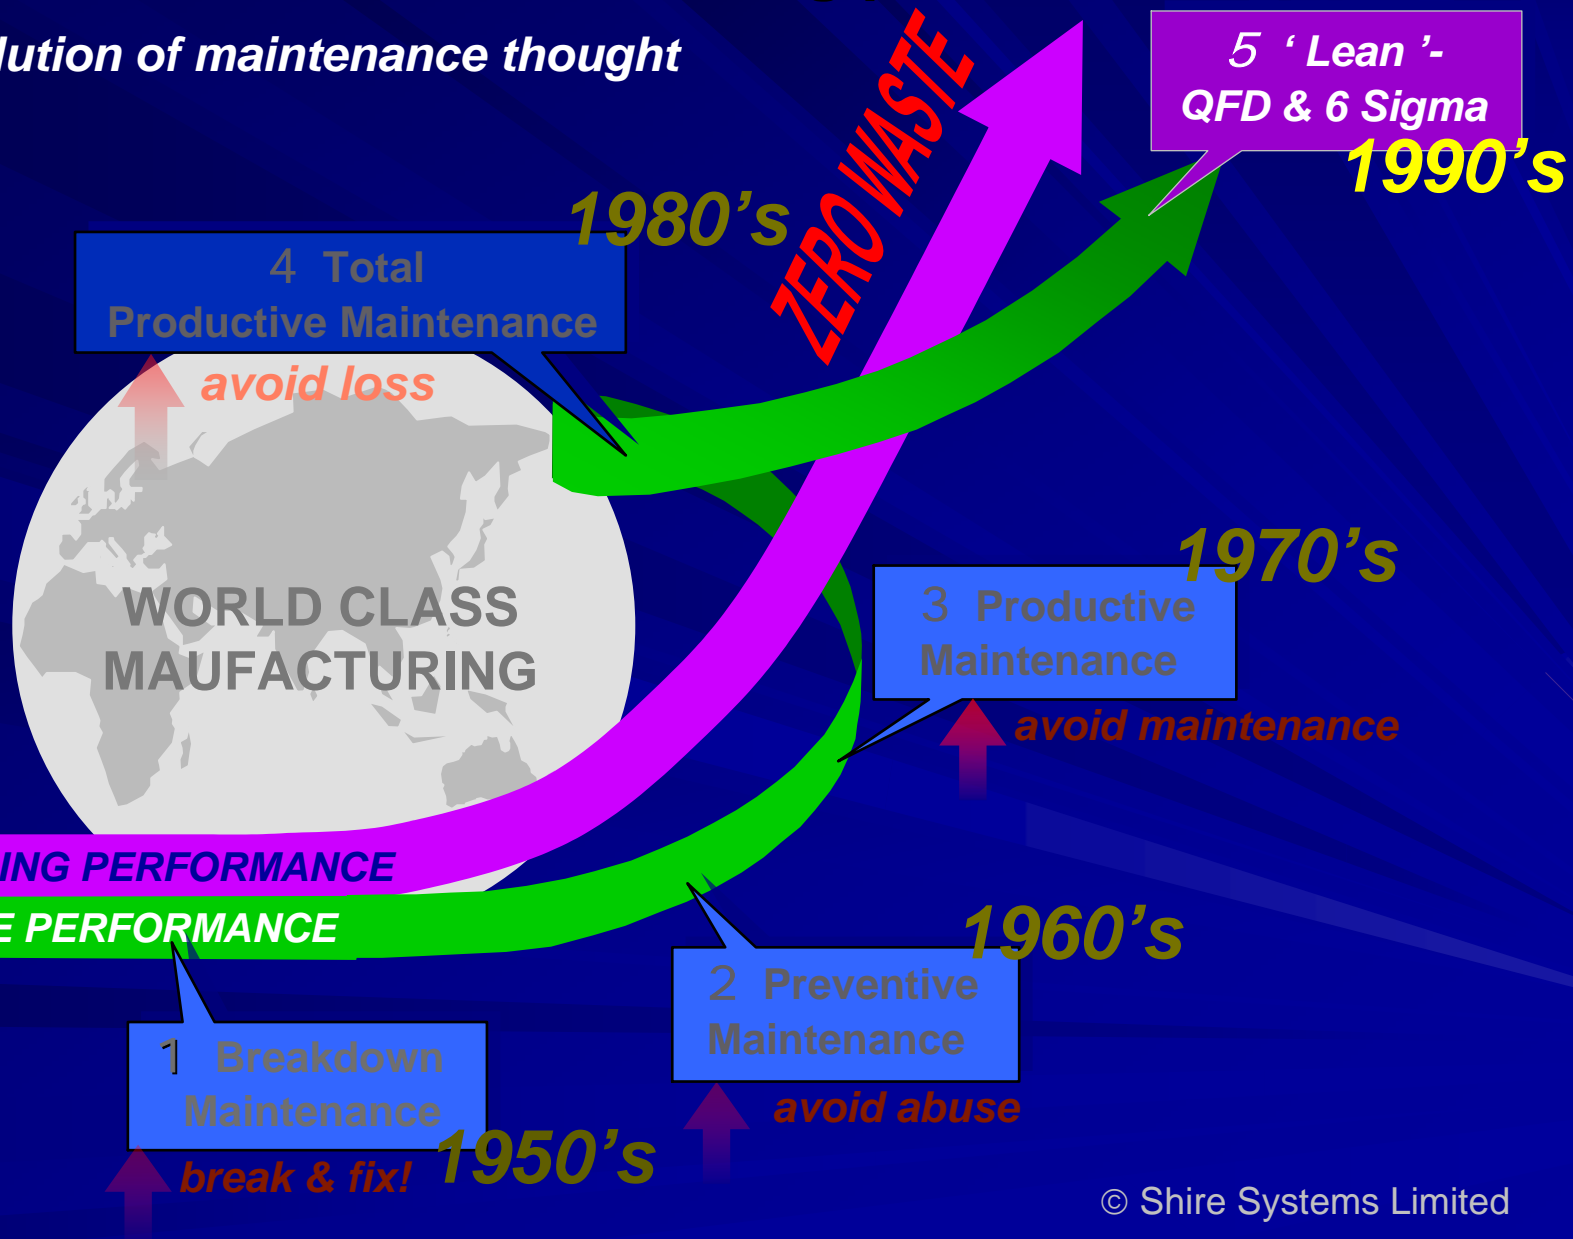 lution of maintenance thought
5 ‘ Lean ’-
QFD & 6 Sigma
1990’s
ZERO WASTE
1980’s
4 Total
Productive Maintenance
avoid loss
WORLD CLASS
MAUFACTURING
1970’s
3 Productive
Maintenance
avoid maintenance
ING PERFORMANCE
E PERFORMANCE
1960’s
2 Preventive
Maintenance
avoid abuse
1 Breakdown
Maintenance
1950’s
break & fix!
© Shire Systems Limited